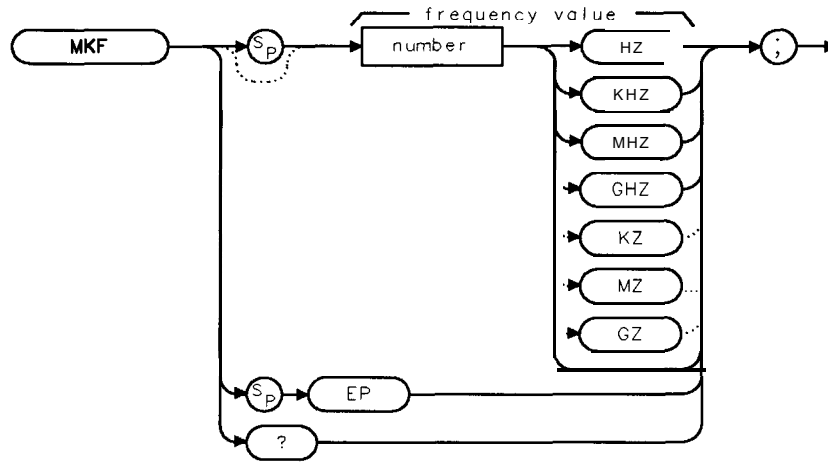 frequency value
MKF SP number HZ ;
KHZ
MHZ
GHZ
KZ
MZ
GZ
SP EP
?